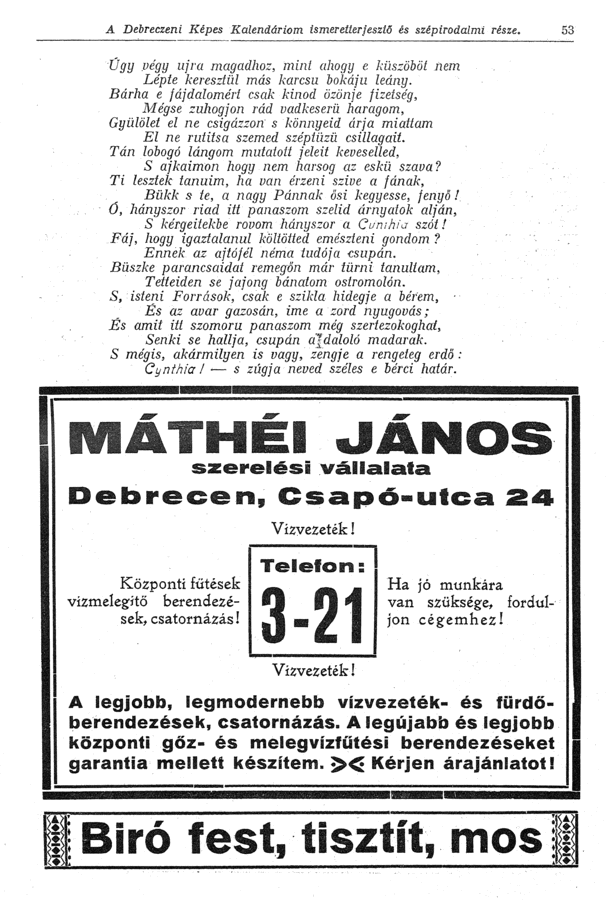 A Debreczeni Képes Kalendáriom ismeretterjesztő és szépirodalmi része. 53
Úgy végy ujra magadhoz, mint ahogy e küszöböt nem
Lépte keresztül más karcsu bokáju leány.
Bárha e fájdalomért csak kinod özönje fizetség,
Mégse zuhogjon rád vadkeserü haragom,
Gyülölet el ne csigázzon s könnyeid árja miattam
El ne rutitsa szemed széptüzü csillagait.
Tán lobogó lángom mutatott jeleit keveselled,
S ajkaimon hogy nem harsog az eskü szava?
Ti lesztek tanuim, ha van érzeni szive a fának,
Bükk s te, a nagy Pánnak ősi kegyesse, fenyő!
Ó, hányszor riad itt panaszom szelid árnyatok alján,
S kérgeitekbe rovom hányszor a Cynthia szót!
Fáj, hogy igaztalanul költötted emészteni gondom?
Ennek az ajtófél néma tudója csupán.
Büszke parancsaidat remegőn már türni tanultam,
Tetteiden se jajong bánatom ostromolón.
S, isteni Források, csak e szikla hidegje a bérem,
És az avar gazosán, ime a zord nyugovás;
És amit itt szomoru panaszom még szertezokoghat,
Senki se hallja, csupán a daloló madarak.
S mégis, akármilyen is vagy, zengje a rengeteg erdő:
Cynthia! — s zúgja neved széles e bérci határ.
MÁTHÉI JÁNOS
szerelési vállalata
Debrecen, Csapó-utca 24
Vízvezeték!
Központi fűtések
vizmelegítő berendezé-
sek, csatornázás!
Telefon:
3-21
Ha jó munkára
van szüksége, fordul-
jon cégemhez!
Vízvezeték!
A legjobb, legmodernebb vízvezeték- és fürdő-
berendezések, csatornázás. A legújabb és legjobb
központi gőz- és melegvízfűtési berendezéseket
garantia mellett készítem. >< Kérjen árajánlatot!
Biró fest, tisztít, mos